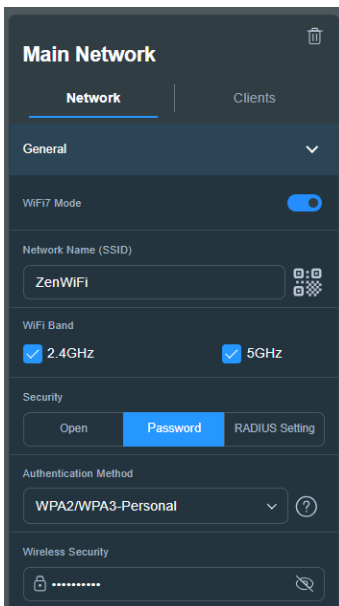 Main Network
Network Clients
General
WiFi7 Mode
Network Name (SSID)
ZenWiFi
WiFi Band
2.4GHz 5GHz
Security
Open Password RADIUS Setting
Authentication Method
WPA2/WPA3-Personal ?
Wireless Security
••••••••••